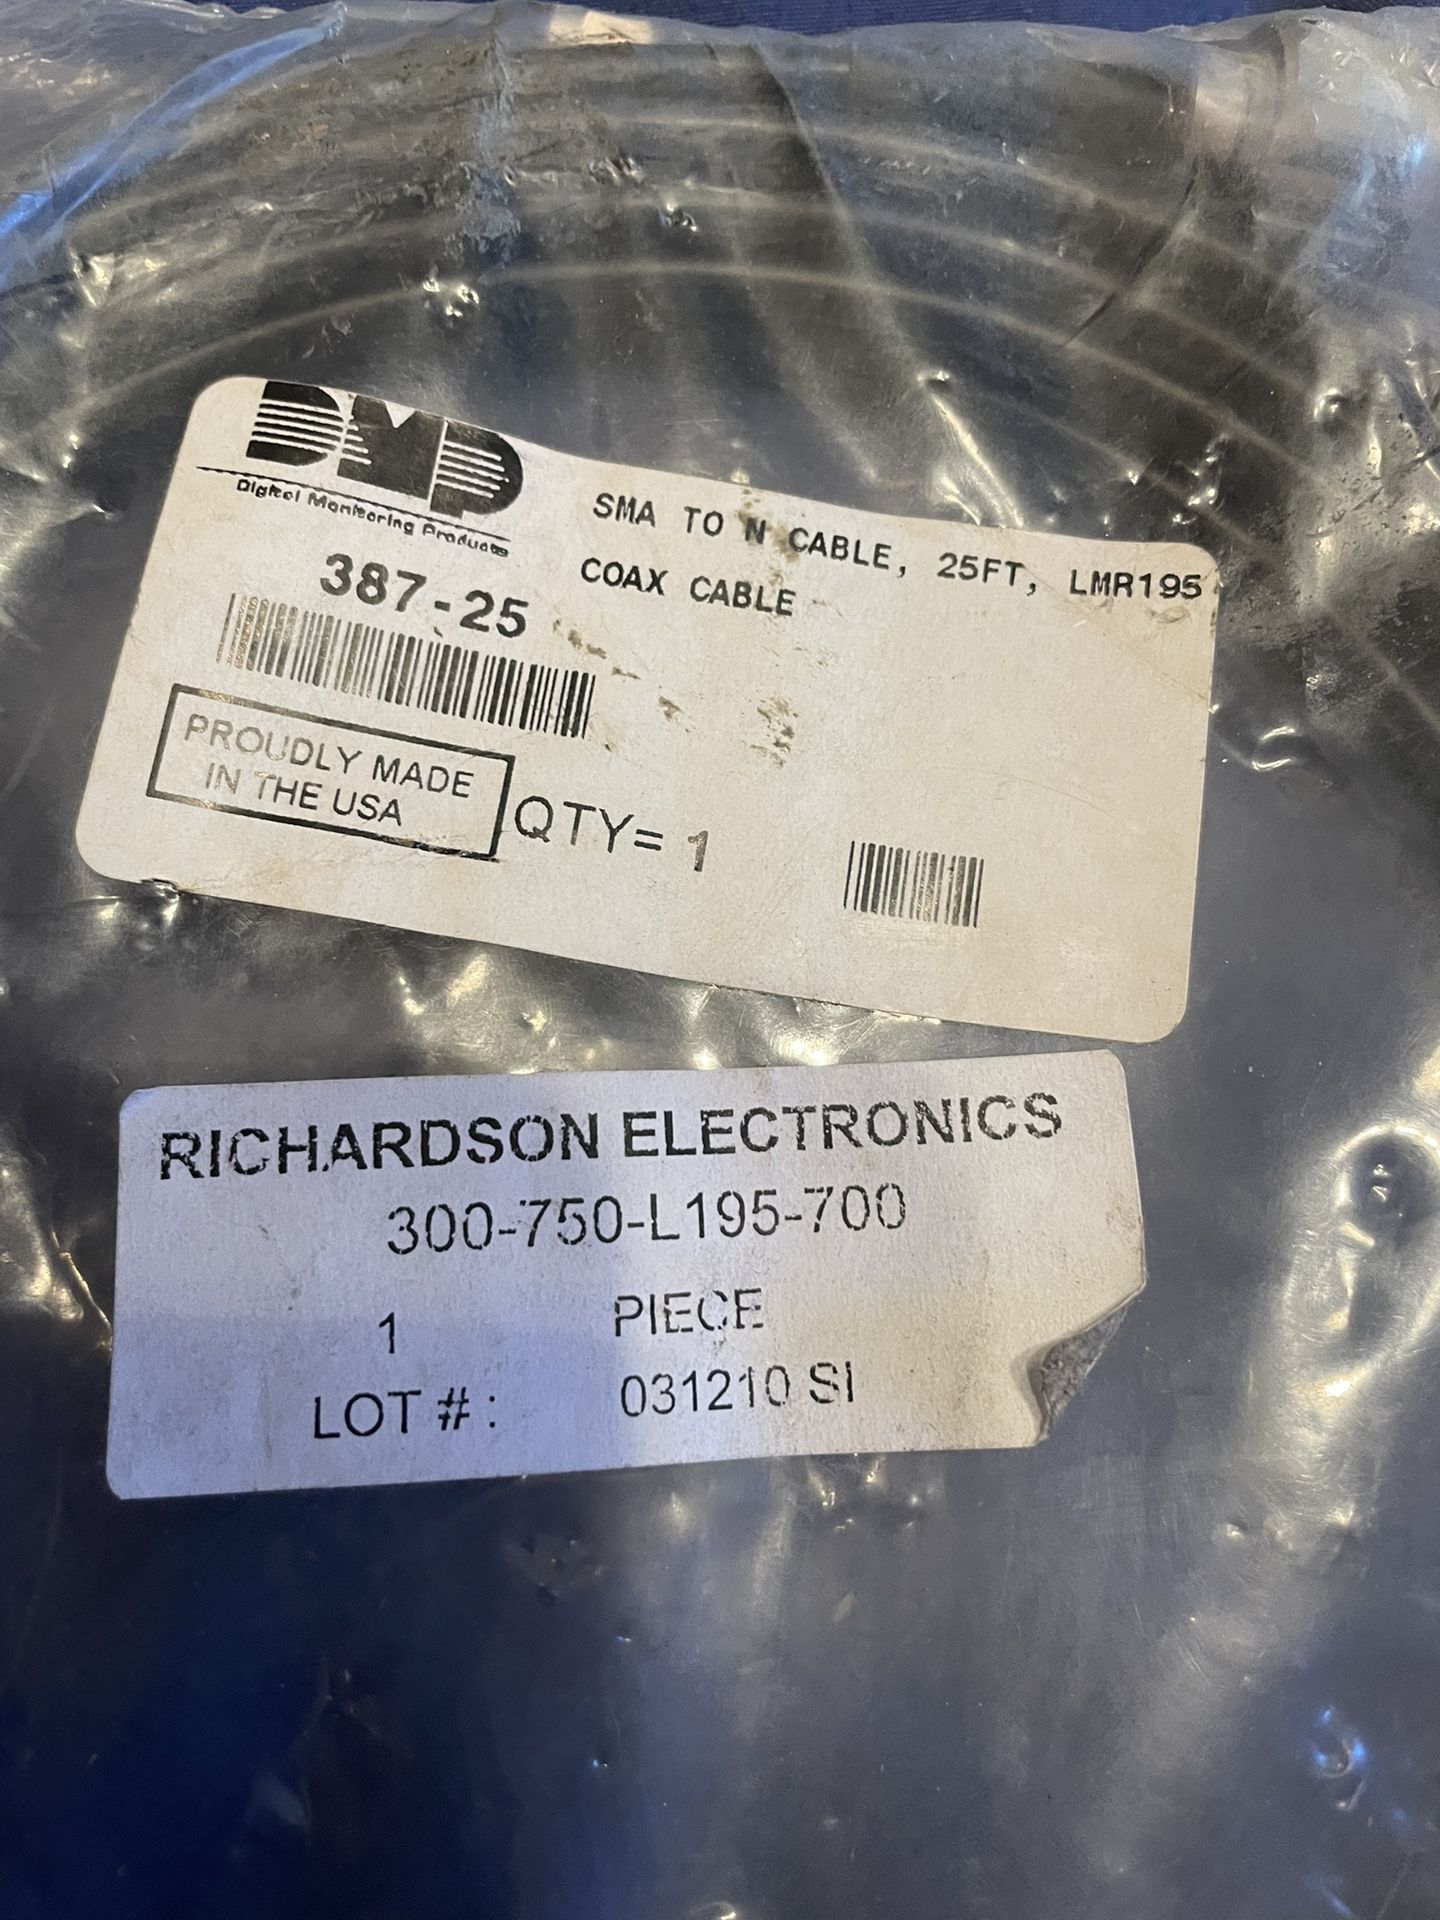 DMP
Digital Monitoring Products
SMA TO N CABLE, 25FT, LMR195
COAX CABLE
387-25
PROUDLY MADE
IN THE USA
QTY= 1
RICHARDSON ELECTRONICS
300-750-L195-700
1 PIECE
LOT #: 031210 SI